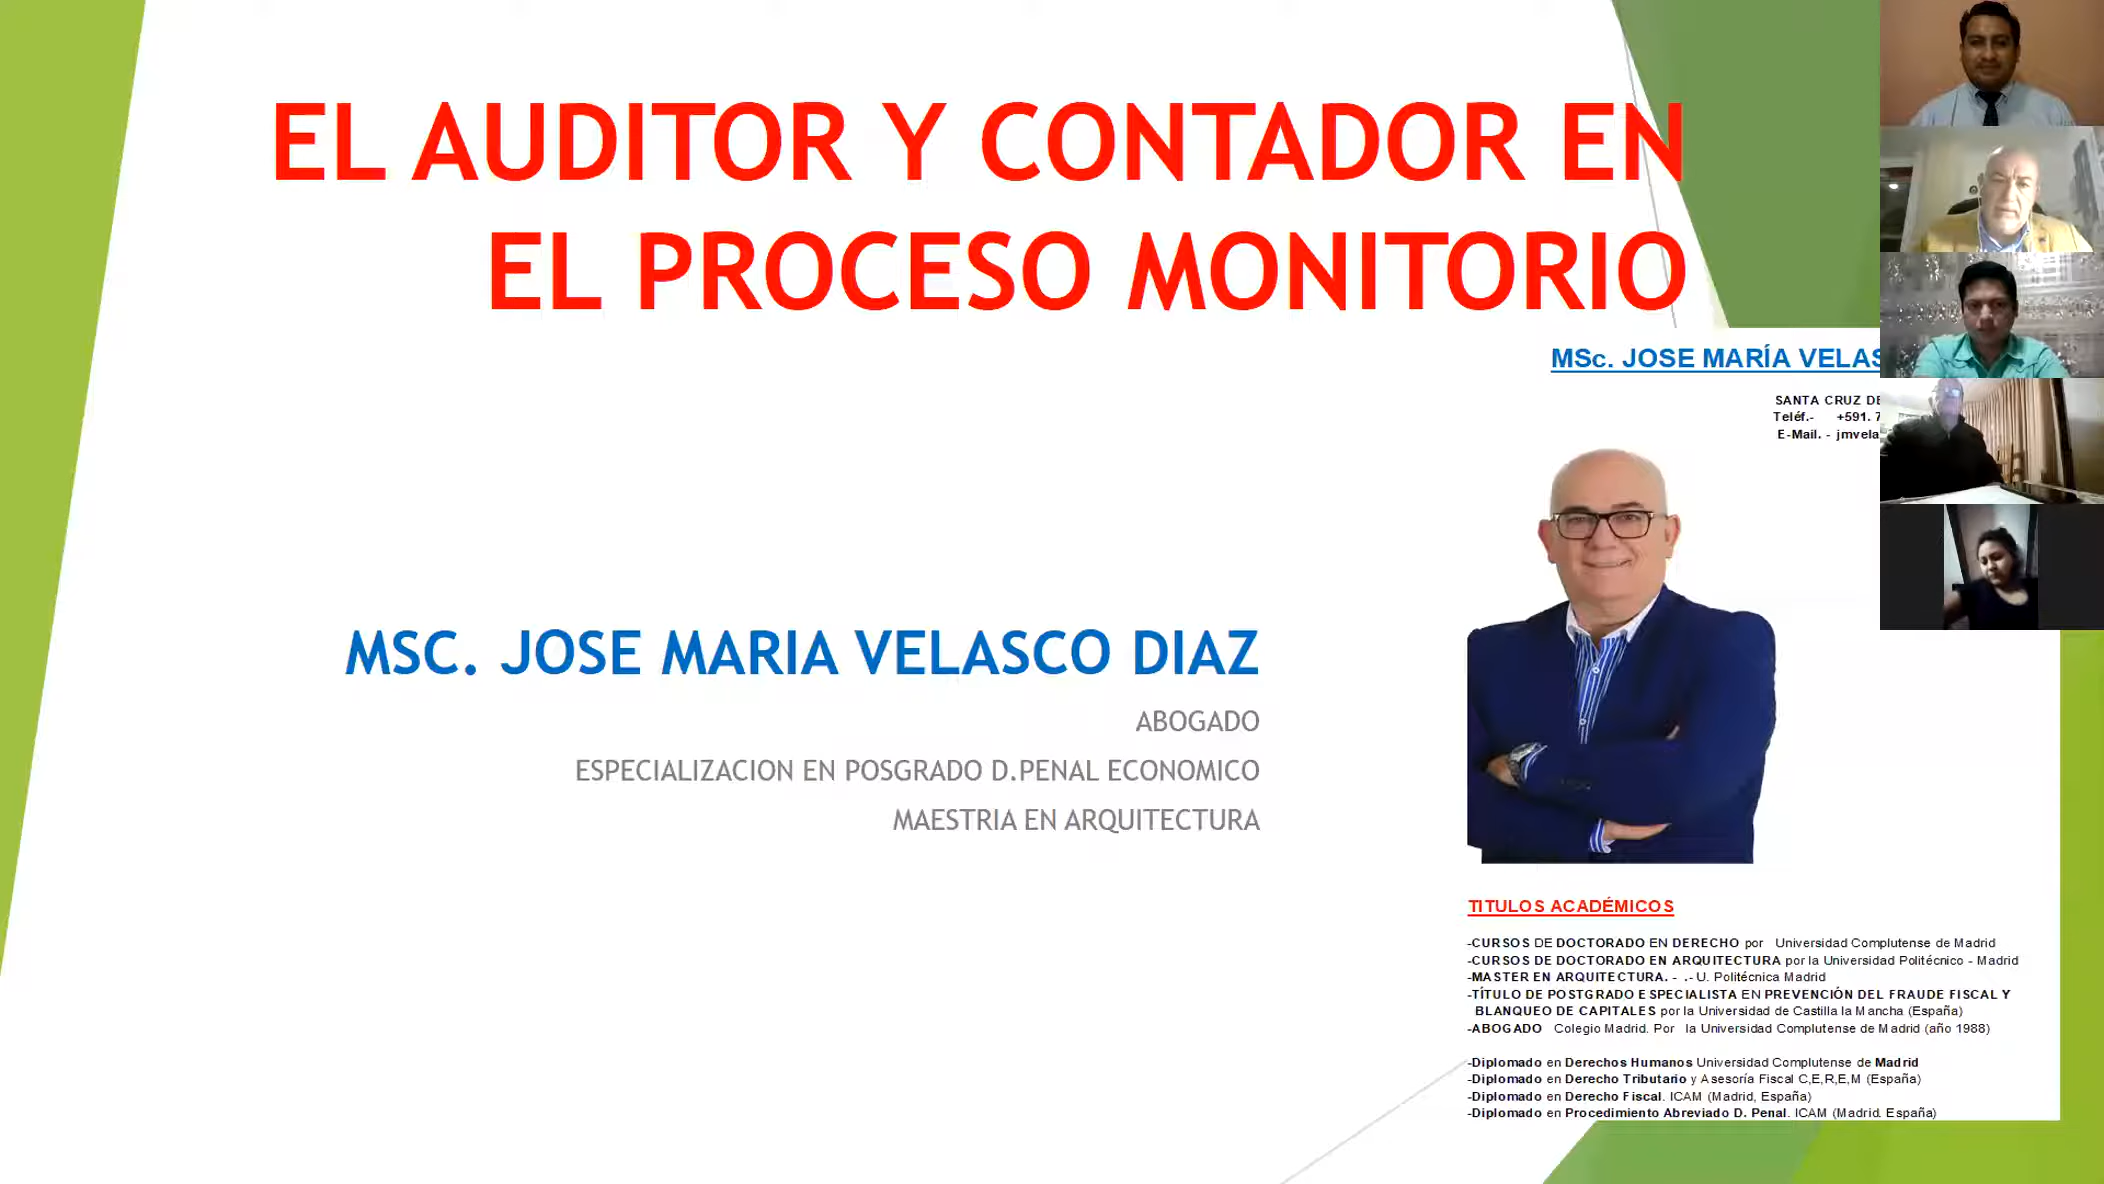 EL AUDITOR Y CONTADOR EN
EL PROCESO MONITORIO
MSc. JOSE MARÍA VELAS
SANTA CRUZ DE
Teléf.- +591. 7
E-Mail. - jmvela
MSC. JOSE MARIA VELASCO DIAZ
ABOGADO
ESPECIALIZACION EN POSGRADO D.PENAL ECONOMICO
MAESTRIA EN ARQUITECTURA
TITULOS ACADÉMICOS
-CURSOS DE DOCTORADO EN DERECHO por Universidad Complutense de Madrid
-CURSOS DE DOCTORADO EN ARQUITECTURA por la Universidad Politécnico - Madrid
-MASTER EN ARQUITECTURA. - .- U. Politécnica Madrid
-TÍTULO DE POSTGRADO ESPECIALISTA EN PREVENCIÓN DEL FRAUDE FISCAL Y
BLANQUEO DE CAPITALES por la Universidad de Castilla la Mancha (España)
-ABOGADO Colegio Madrid. Por la Universidad Complutense de Madrid (año 1988)
-Diplomado en Derechos Humanos Universidad Complutense de Madrid
-Diplomado en Derecho Tributario y Asesoría Fiscal C,E,R,E,M (España)
-Diplomado en Derecho Fiscal. ICAM (Madrid, España)
-Diplomado en Procedimiento Abreviado D. Penal. ICAM (Madrid. España)